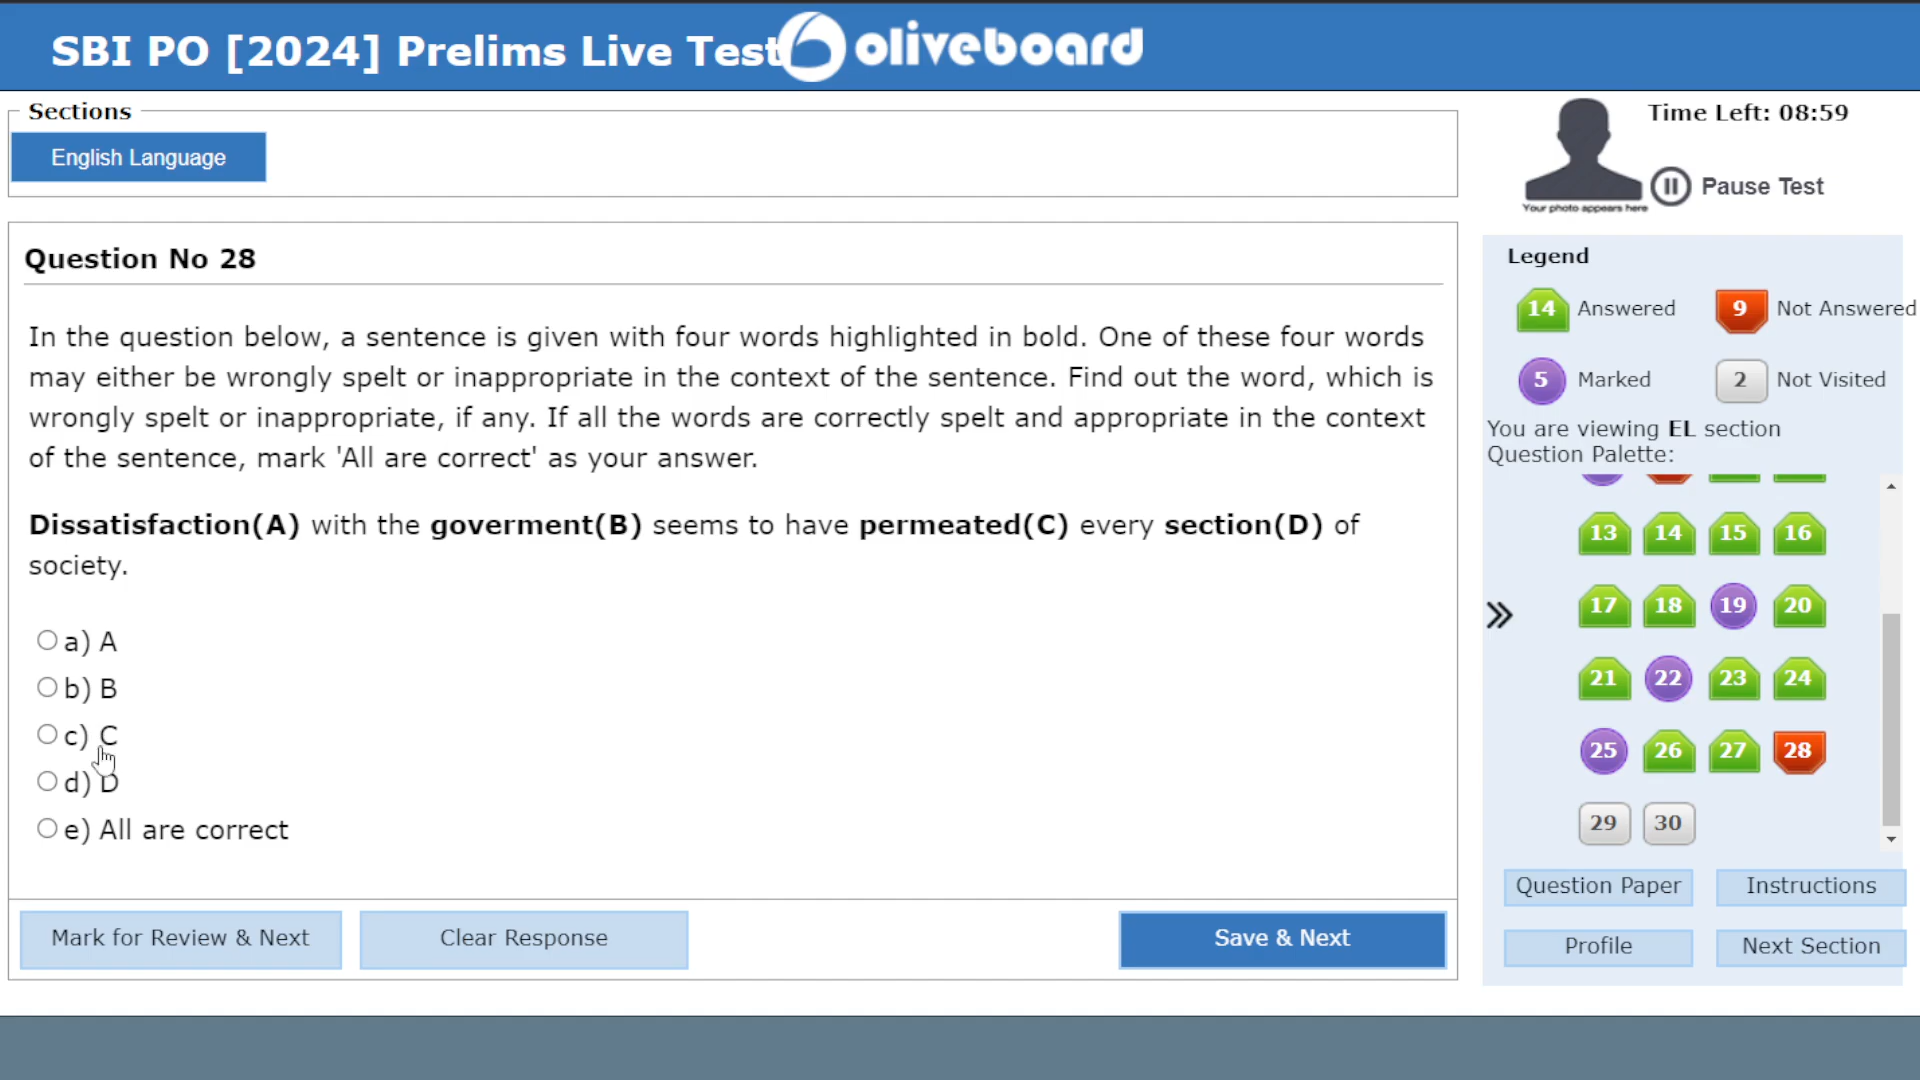 SBI PO [2024] Prelims Live Test
oliveboard
Sections
English Language
Time Left: 08:59
Your photo appears here
Pause Test
Question No 28
In the question below, a sentence is given with four words highlighted in bold. One of these four words
may either be wrongly spelt or inappropriate in the context of the sentence. Find out the word, which is
wrongly spelt or inappropriate, if any. If all the words are correctly spelt and appropriate in the context
of the sentence, mark 'All are correct' as your answer.
Dissatisfaction(A) with the goverment(B) seems to have permeated(C) every section(D) of
society.
a) A
b) B
c) C
d) D
e) All are correct
Mark for Review & Next
Clear Response
Save & Next
Legend
14 Answered
9 Not Answered
5 Marked
2 Not Visited
You are viewing EL section
Question Palette:
13 14 15 16
17 18 19 20
21 22 23 24
25 26 27 28
29 30
Question Paper
Instructions
Profile
Next Section